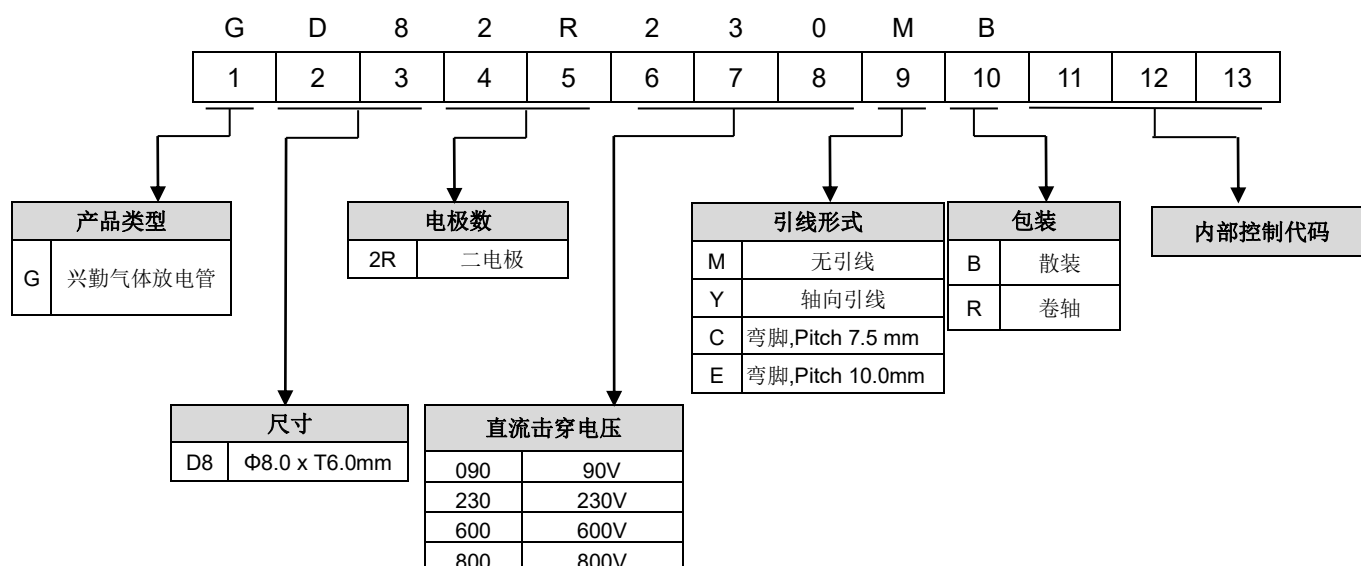 G D 8 2 R 2 3 0 M B
1 2 3 4 5 6 7 8 9 10 11 12 13
产品类型
G 兴勤气体放电管
电极数
2R 二电极
引线形式
M 无引线
Y 轴向引线
C 弯脚,Pitch 7.5 mm
E 弯脚,Pitch 10.0mm
包装
B 散装
R 卷轴
内部控制代码
尺寸
D8 Φ8.0 x T6.0mm
直流击穿电压
090 90V
230 230V
600 600V
800 800V